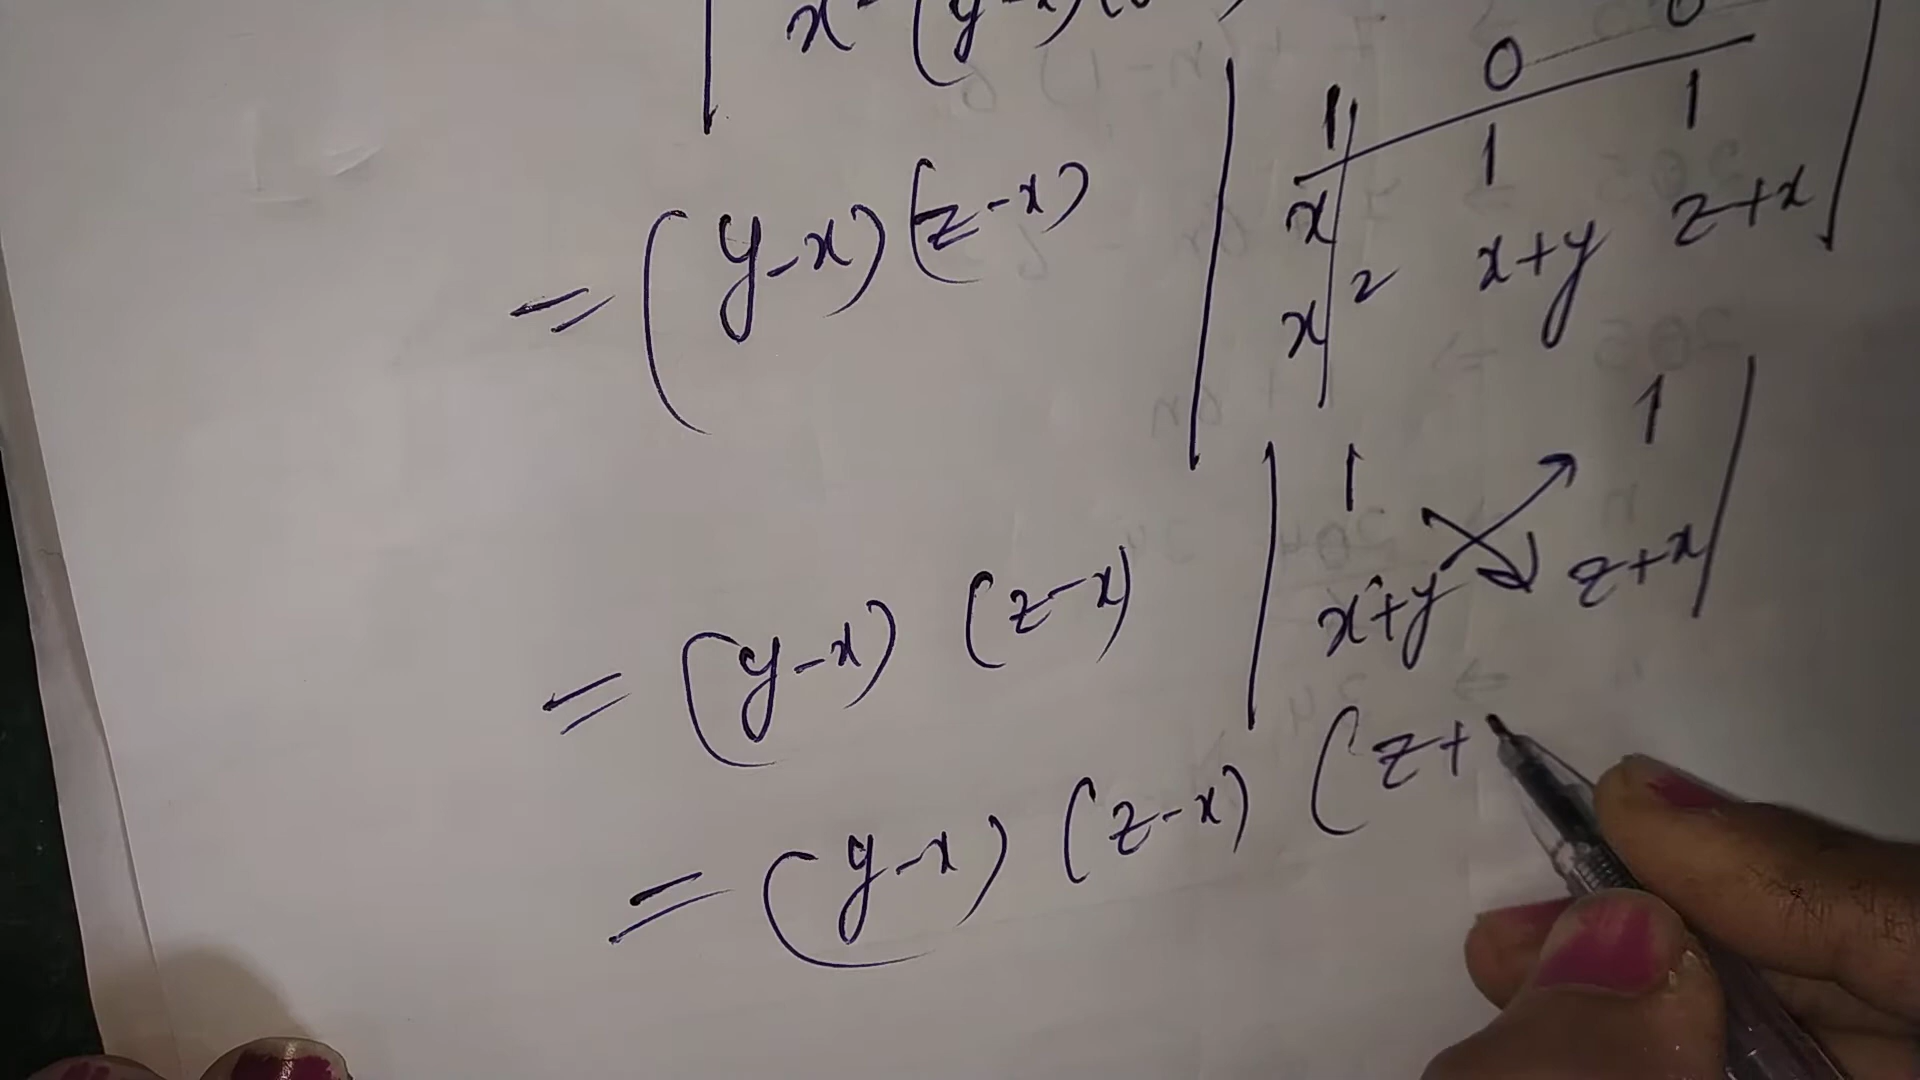 = (y-x) (z-x) | 1 0 0
x 1 1
x² x+y z+x |
= (y-x) (z-x) | 1 1
x+y z+x |
= (y-x) (z-x) (z+